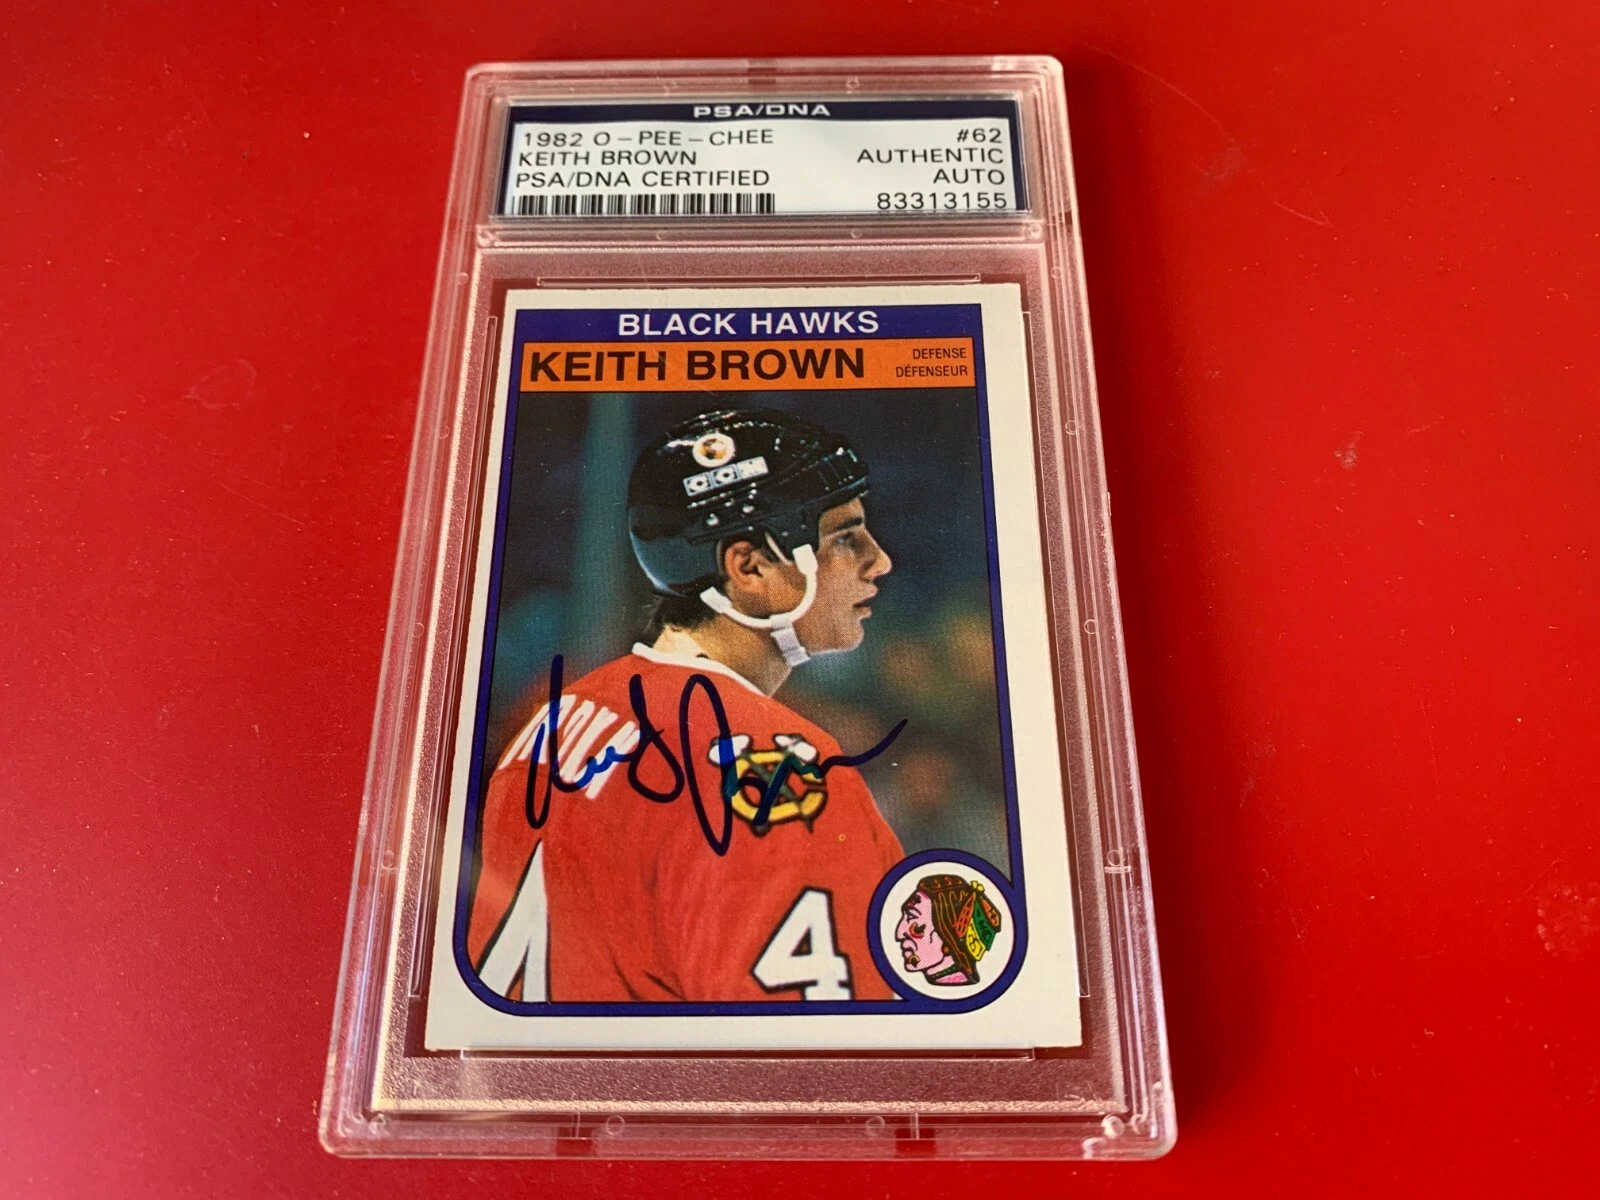 PSA/DNA
1982 O-PEE-CHEE #62
KEITH BROWN AUTHENTIC
PSA/DNA CERTIFIED AUTO
83313155
BLACK HAWKS
KEITH BROWN
DEFENSE
DÉFENSEUR
CCM
4